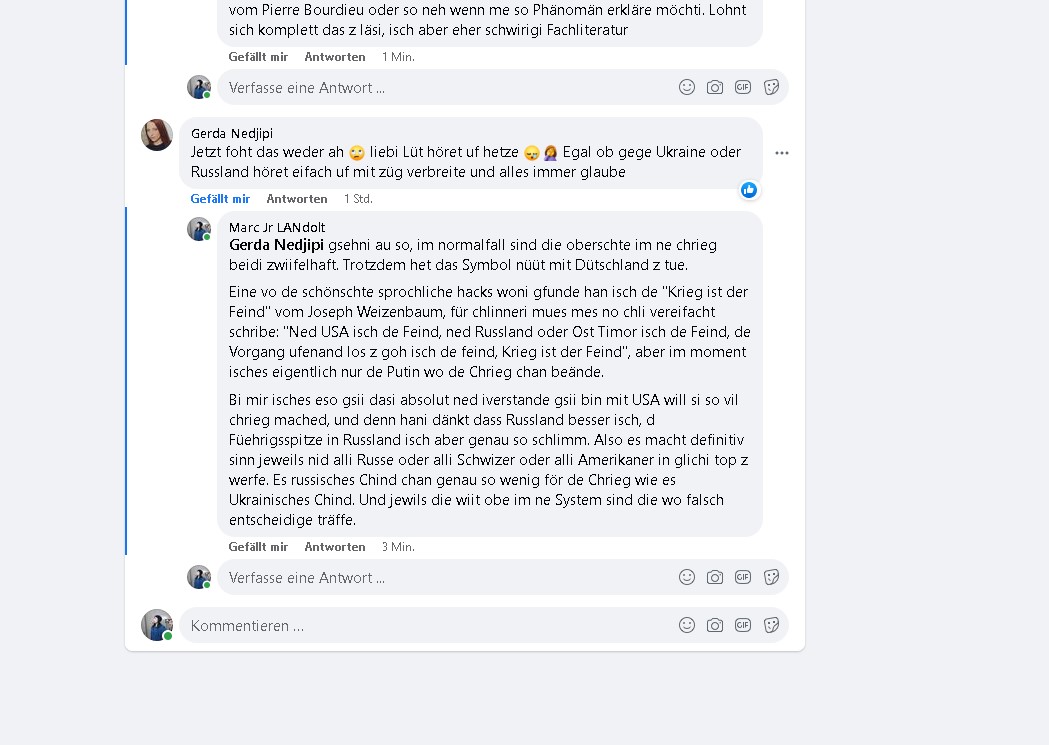 vom Pierre Bourdieu oder so neh wenn me so Phänomän erkläre möchti. Lohnt
sich komplett das z läsi, isch aber eher schwirigi Fachliteratur
Gefällt mir Antworten 1 Min.
Verfasse eine Antwort ...
GIF
Gerda Nedjipi
Jetzt foht das weder ah 🙄 liebi Lüt höret uf hetze 😪🤦‍♀️ Egal ob gege Ukraine oder
Russland höret eifach uf mit züg verbreite und alles immer glaube
Gefällt mir Antworten 1 Std.
Marc Jr LANdolt
Gerda Nedjipi gsehni au so, im normalfall sind die oberschte im ne chrieg
beidi zwiifelhaft. Trotzdem het das Symbol nüüt mit Dütschland z tue.
Eine vo de schönschte sprochliche hacks woni gfunde han isch de "Krieg ist der
Feind" vom Joseph Weizenbaum, für chlinneri mues mes no chli vereifacht
schribe: "Ned USA isch de Feind, ned Russland oder Ost Timor isch de Feind, de
Vorgang ufenand los z goh isch de feind, Krieg ist der Feind", aber im moment
isches eigentlich nur de Putin wo de Chrieg chan beände.
Bi mir isches eso gsii dasi absolut ned iverstande gsii bin mit USA will si so vil
chrieg mached, und denn hani dänkt dass Russland besser isch, d
Füehrigsspitze in Russland isch aber genau so schlimm. Also es macht definitiv
sinn jeweils nid alli Russe oder alli Schwizer oder alli Amerikaner in glichi top z
werfe. Es russisches Chind chan genau so wenig för de Chrieg wie es
Ukrainisches Chind. Und jewils die wiit obe im ne System sind die wo falsch
entscheidige träffe.
Gefällt mir Antworten 3 Min.
Verfasse eine Antwort ...
GIF
Kommentieren ...
GIF